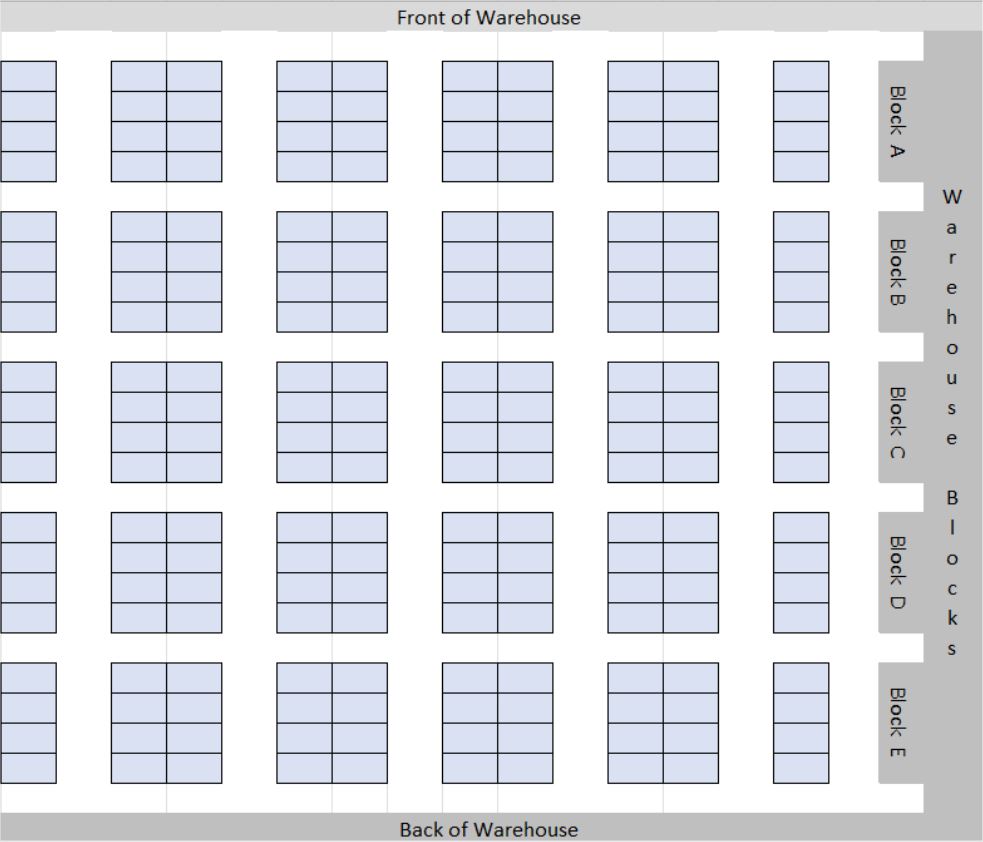 Front of Warehouse
Block A
Block B
Block C
Block D
Block E
Warehouse Blocks
Back of Warehouse